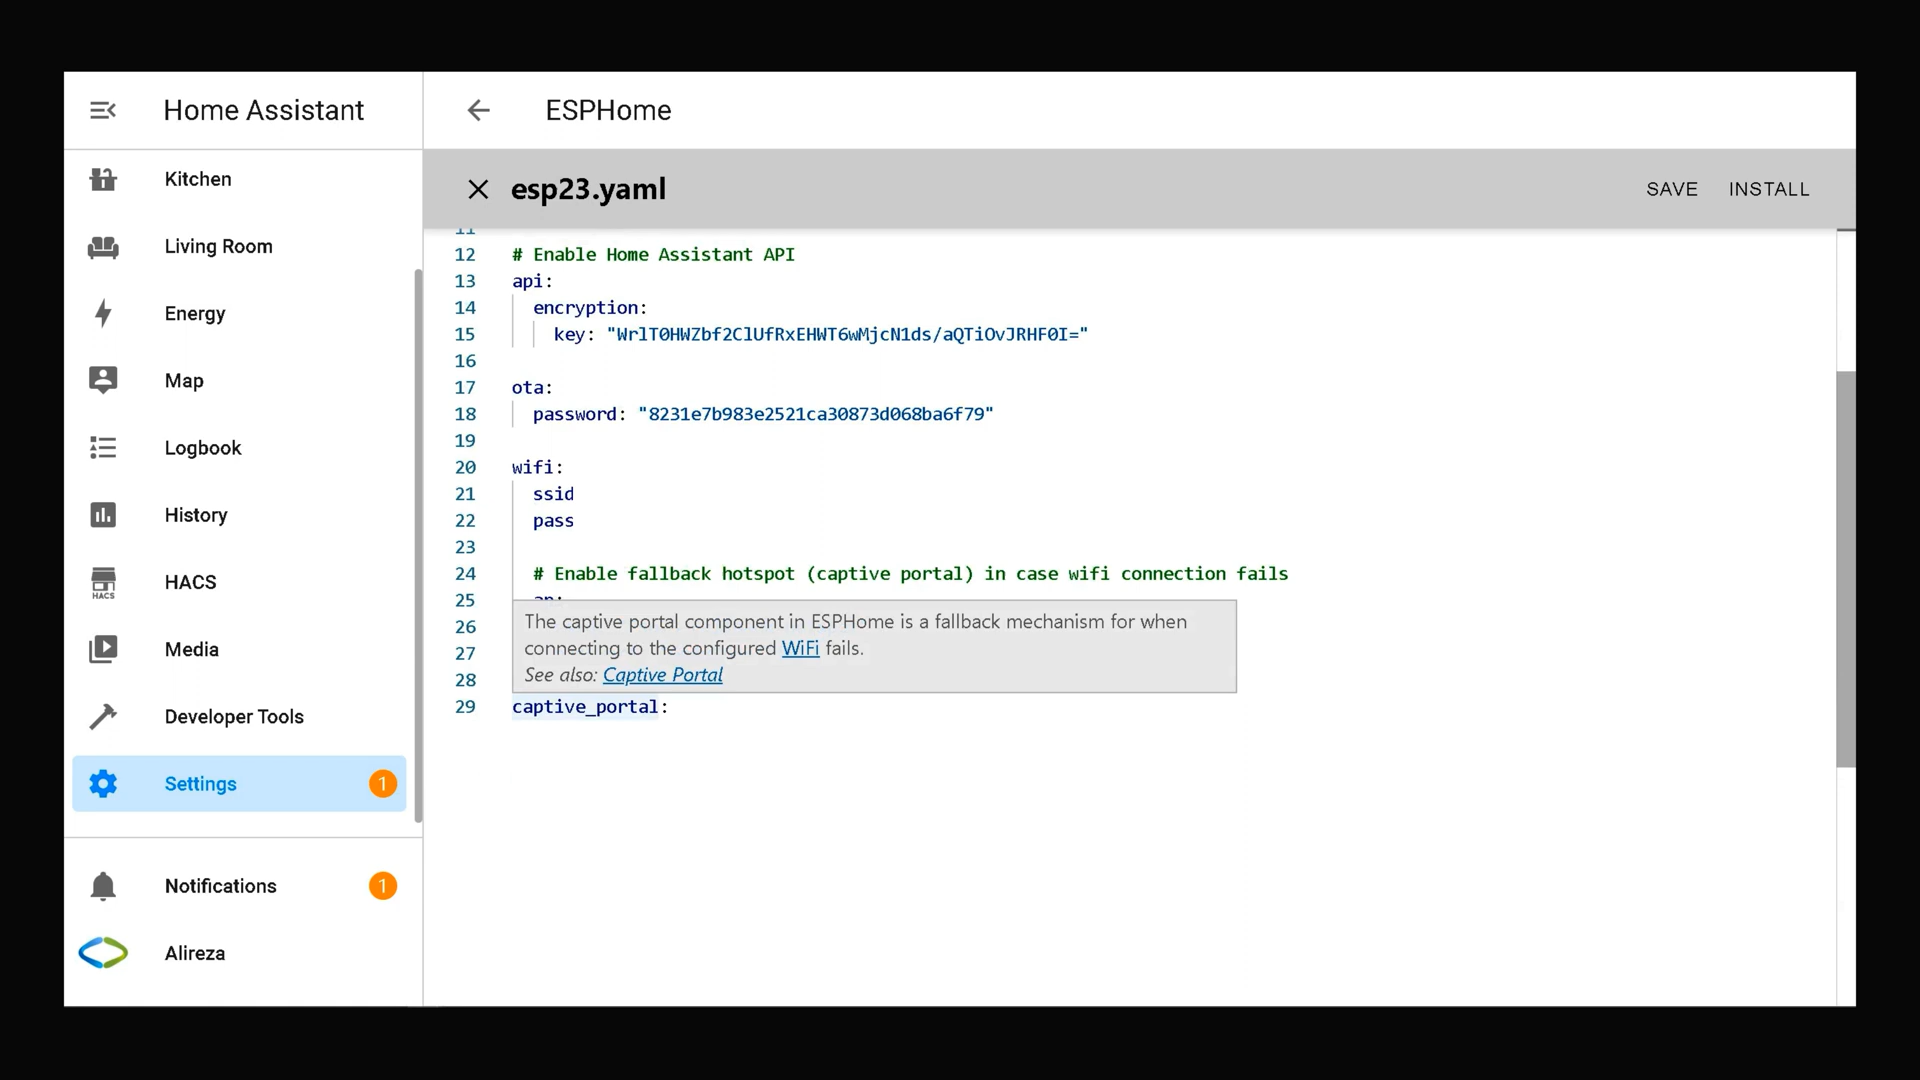 Home Assistant
Kitchen
Living Room
Energy
Map
Logbook
History
HACS
HACS
Media
Developer Tools
Settings 1
Notifications 1
Alireza
ESPHome
esp23.yaml
SAVE INSTALL
11
12 # Enable Home Assistant API
13 api:
14 encryption:
15 key: "WrlT0HWZbf2ClUfRxEHWT6wMjcN1ds/aQTiOvJRHF0I="
16
17 ota:
18 password: "8231e7b983e2521ca30873d068ba6f79"
19
20 wifi:
21 ssid
22 pass
23
24 # Enable fallback hotspot (captive portal) in case wifi connection fails
25 ap:
26
27
28
The captive portal component in ESPHome is a fallback mechanism for when
connecting to the configured WiFi fails.
See also: Captive Portal
29 captive_portal: